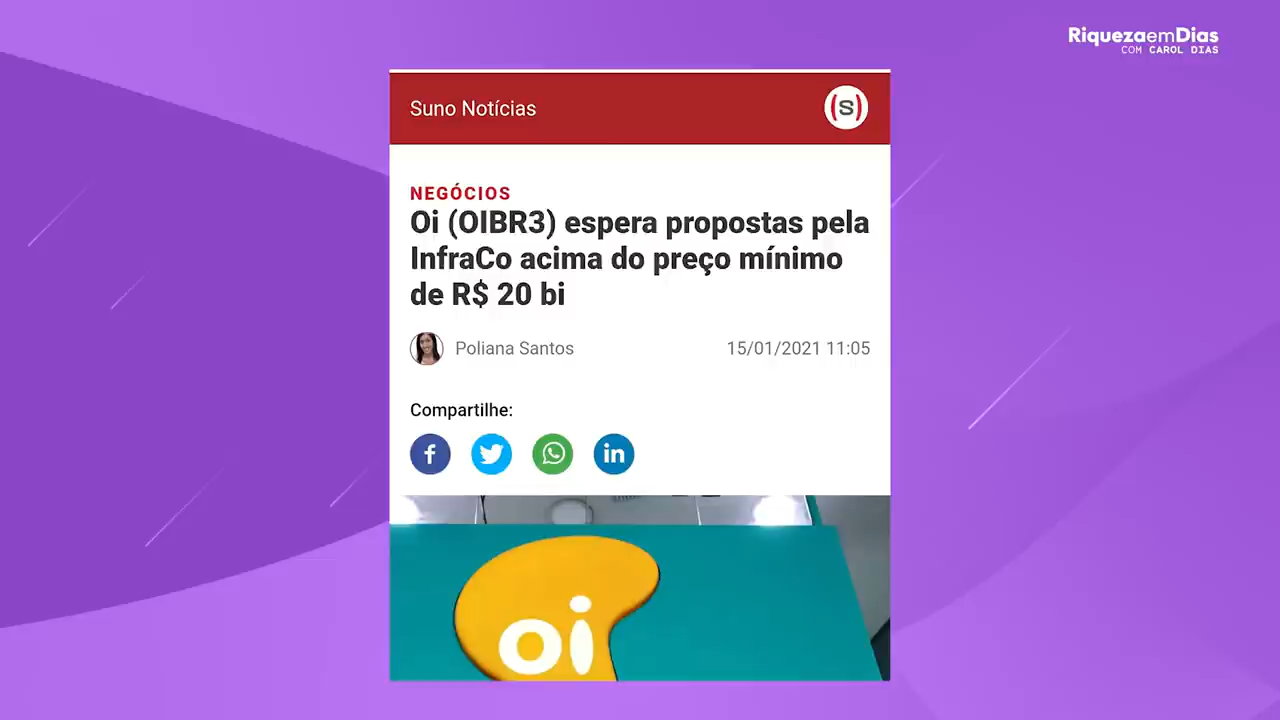 RiquezaemDias
COM CAROL DIAS
Suno Notícias
(S)
NEGÓCIOS
Oi (OIBR3) espera propostas pela
InfraCo acima do preço mínimo
de R$ 20 bi
Poliana Santos
15/01/2021 11:05
Compartilhe:
f
in
oi